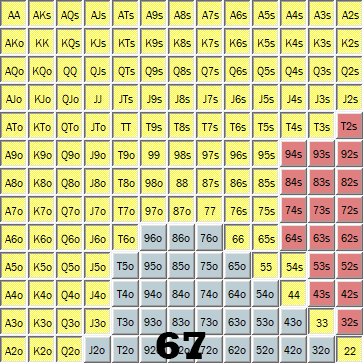 AA AKs AQs AJs ATs A9s A8s A7s A6s A5s A4s A3s A2s
AKo KK KQs KJs KTs K9s K8s K7s K6s K5s K4s K3s K2s
AQo KQo QQ QJs QTs Q9s Q8s Q7s Q6s Q5s Q4s Q3s Q2s
AJo KJo QJo JJ JTs J9s J8s J7s J6s J5s J4s J3s J2s
ATo KTo QTo JTo TT T9s T8s T7s T6s T5s T4s T3s T2s
A9o K9o Q9o J9o T9o 99 98s 97s 96s 95s 94s 93s 92s
A8o K8o Q8o J8o T8o 98o 88 87s 86s 85s 84s 83s 82s
A7o K7o Q7o J7o T7o 97o 87o 77 76s 75s 74s 73s 72s
A6o K6o Q6o J6o T6o 96o 86o 76o 66 65s 64s 63s 62s
A5o K5o Q5o J5o T5o 95o 85o 75o 65o 55 54s 53s 52s
A4o K4o Q4o J4o T4o 94o 84o 74o 64o 54o 44 43s 42s
A3o K3o Q3o J3o T3o 93o 83o 73o 63o 53o 43o 33 32s
A2o K2o Q2o J2o T2o 62o 52o 42o 32o 22
67